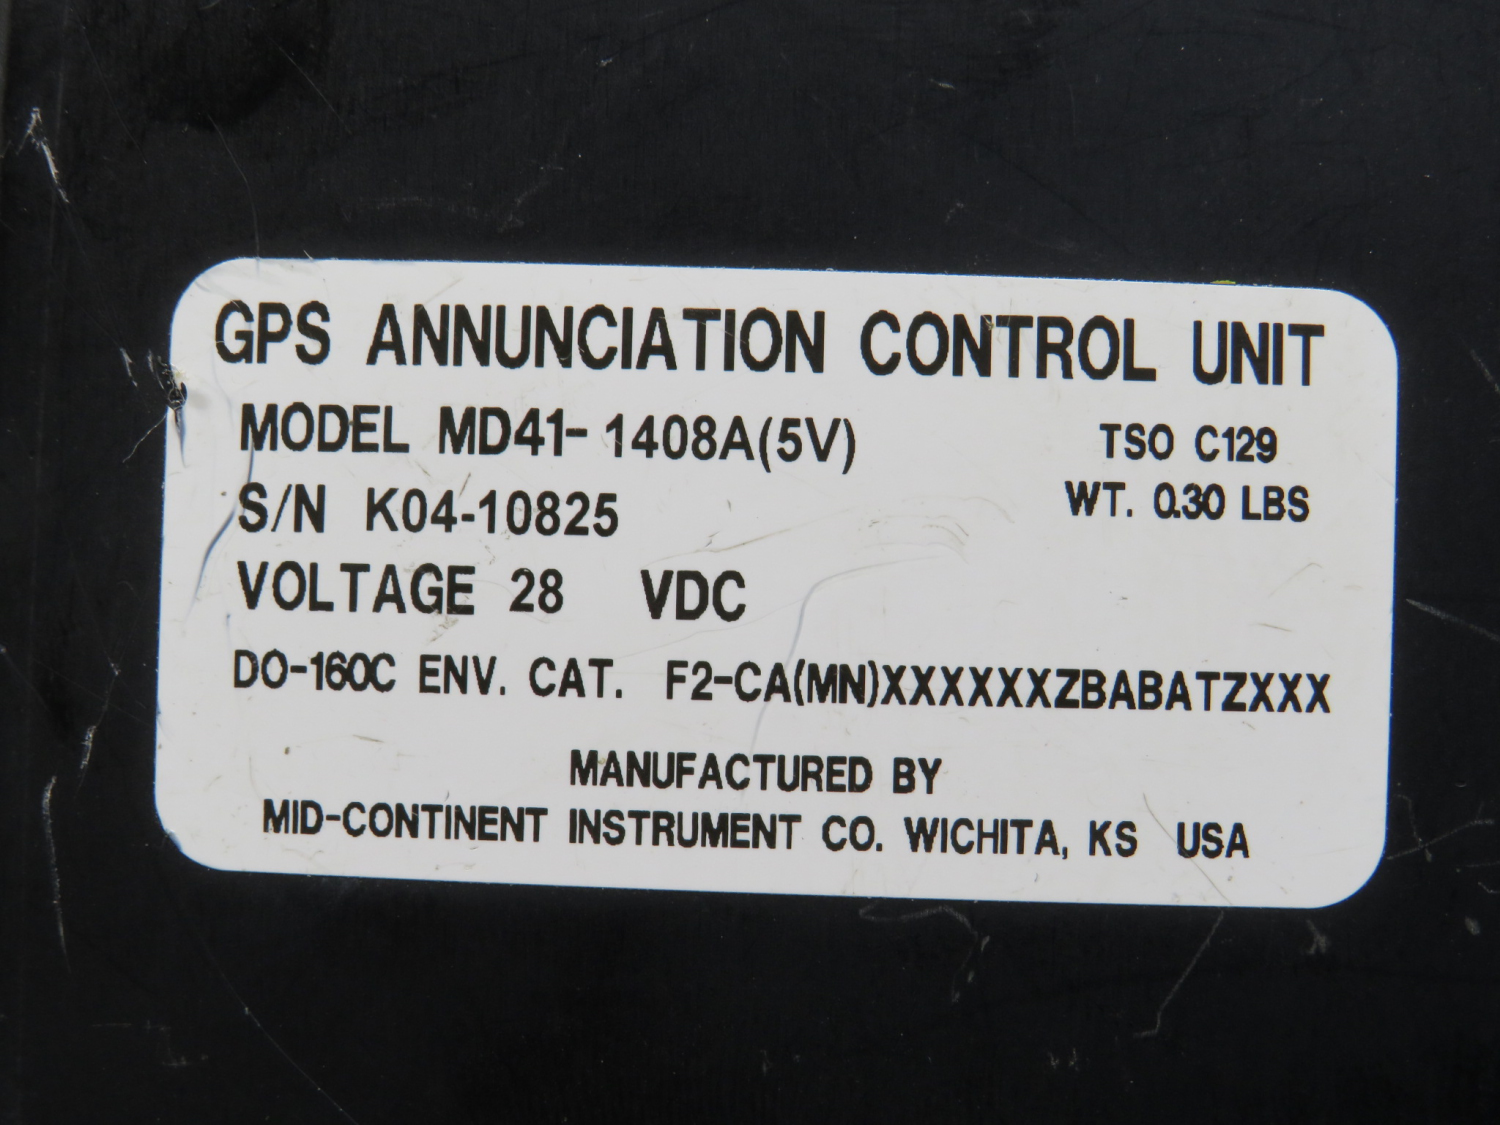 GPS ANNUNCIATION CONTROL UNIT
MODEL MD41-1408A(5V) TSO C129
S/N K04-10825 WT. 0.30 LBS
VOLTAGE 28 VDC
DO-160C ENV. CAT. F2-CA(MN)XXXXXXZBABATZXXX
MANUFACTURED BY
MID-CONTINENT INSTRUMENT CO. WICHITA, KS USA